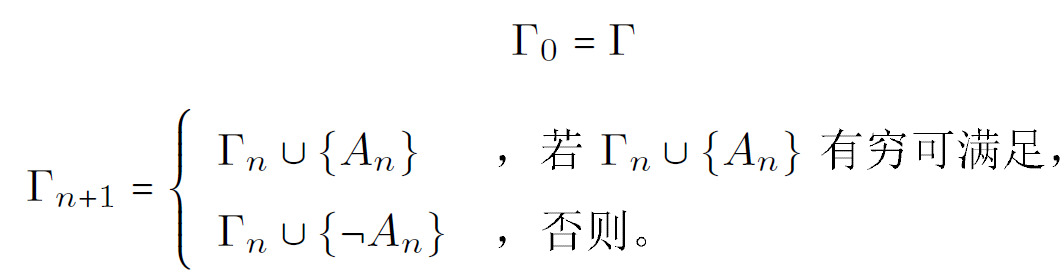 Γ₀ = Γ
Γₙ₊₁ = { Γₙ ∪ {Aₙ} ，若 Γₙ ∪ {Aₙ} 有穷可满足，
Γₙ ∪ {¬Aₙ} ，否则。